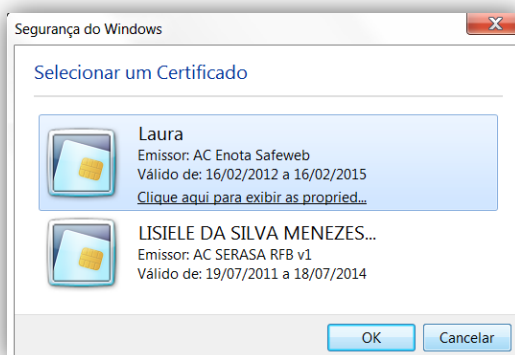 Segurança do Windows
Selecionar um Certificado
Laura
Emissor: AC Enota Safeweb
Válido de: 16/02/2012 a 16/02/2015
Clique aqui para exibir as propried...
LISIELE DA SILVA MENEZES...
Emissor: AC SERASA RFB v1
Válido de: 19/07/2011 a 18/07/2014
OK
Cancelar